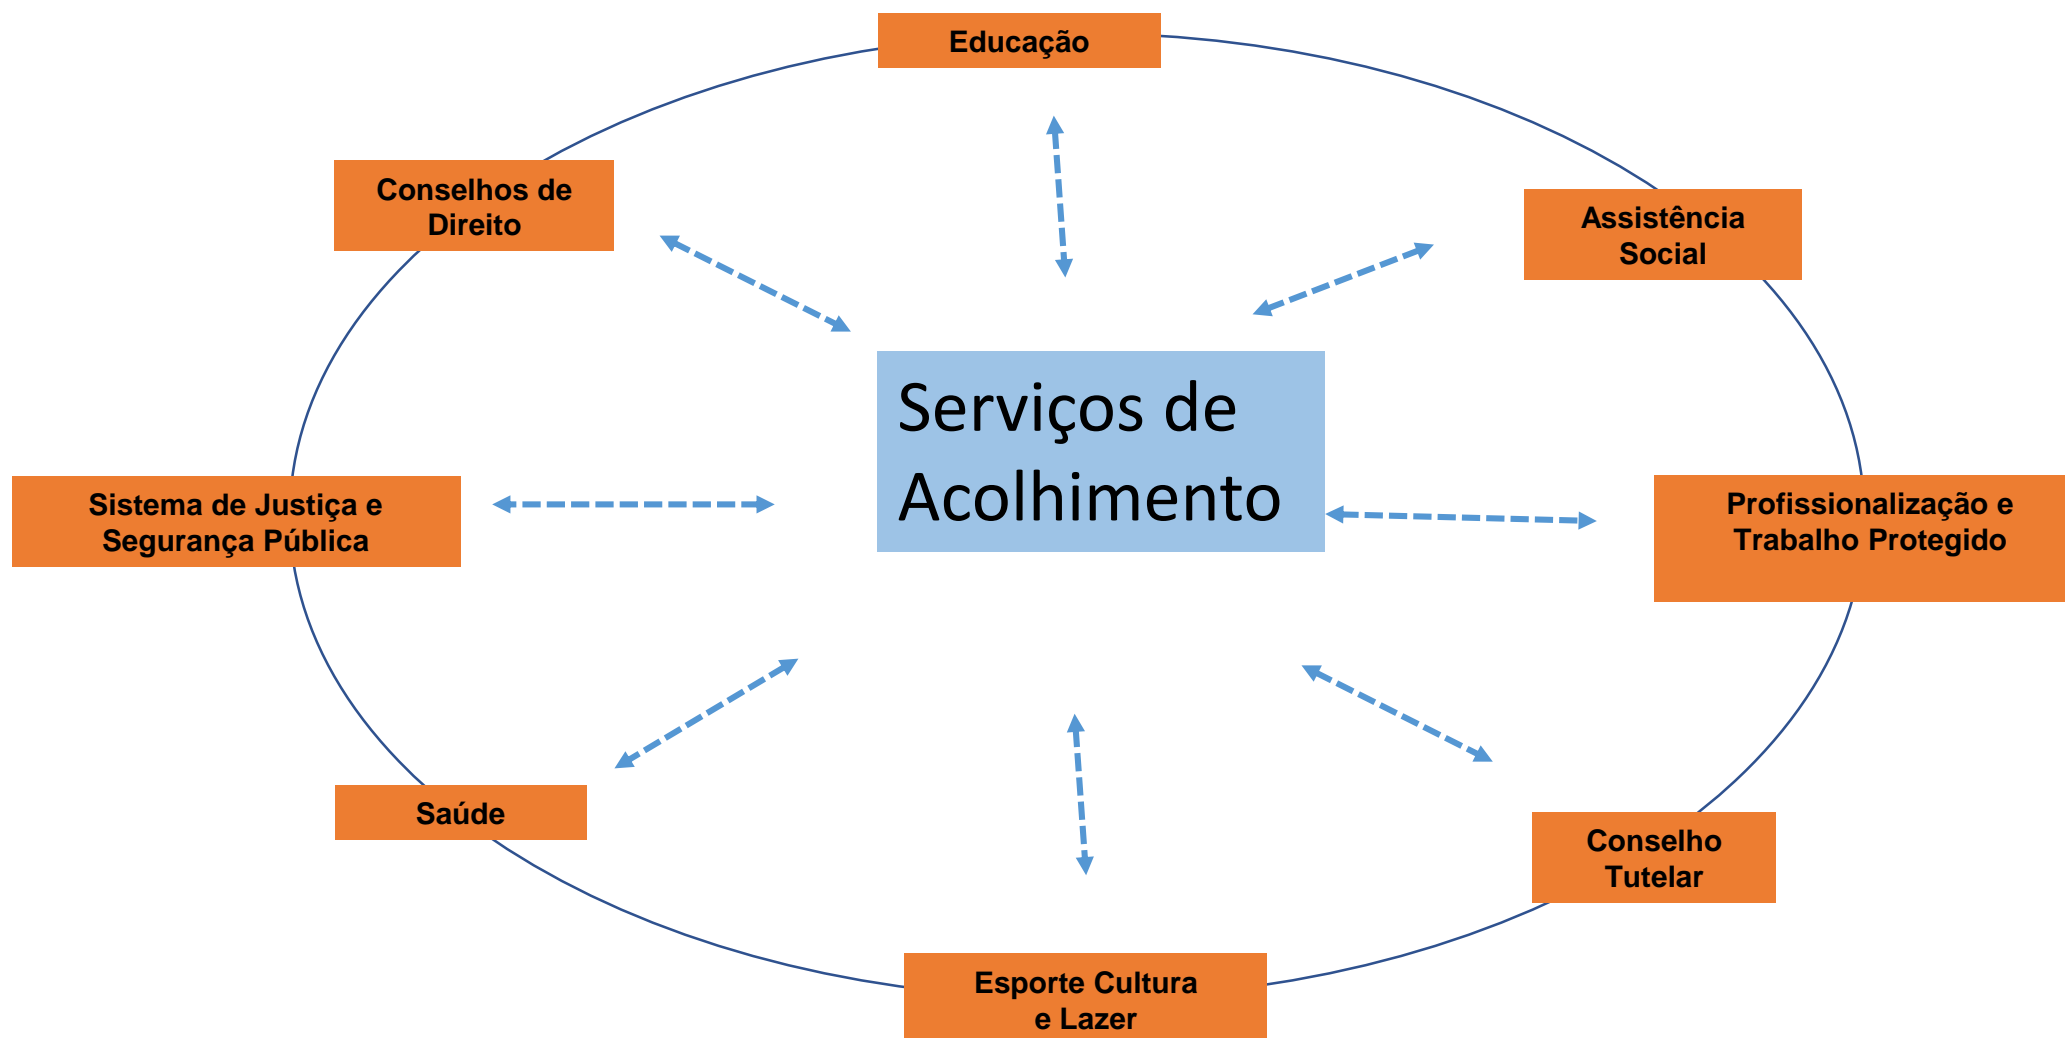 Educação
Conselhos de
Direito
Assistência
Social
Serviços de
Acolhimento
Sistema de Justiça e
Segurança Pública
Profissionalização e
Trabalho Protegido
Saúde
Conselho
Tutelar
Esporte Cultura
e Lazer